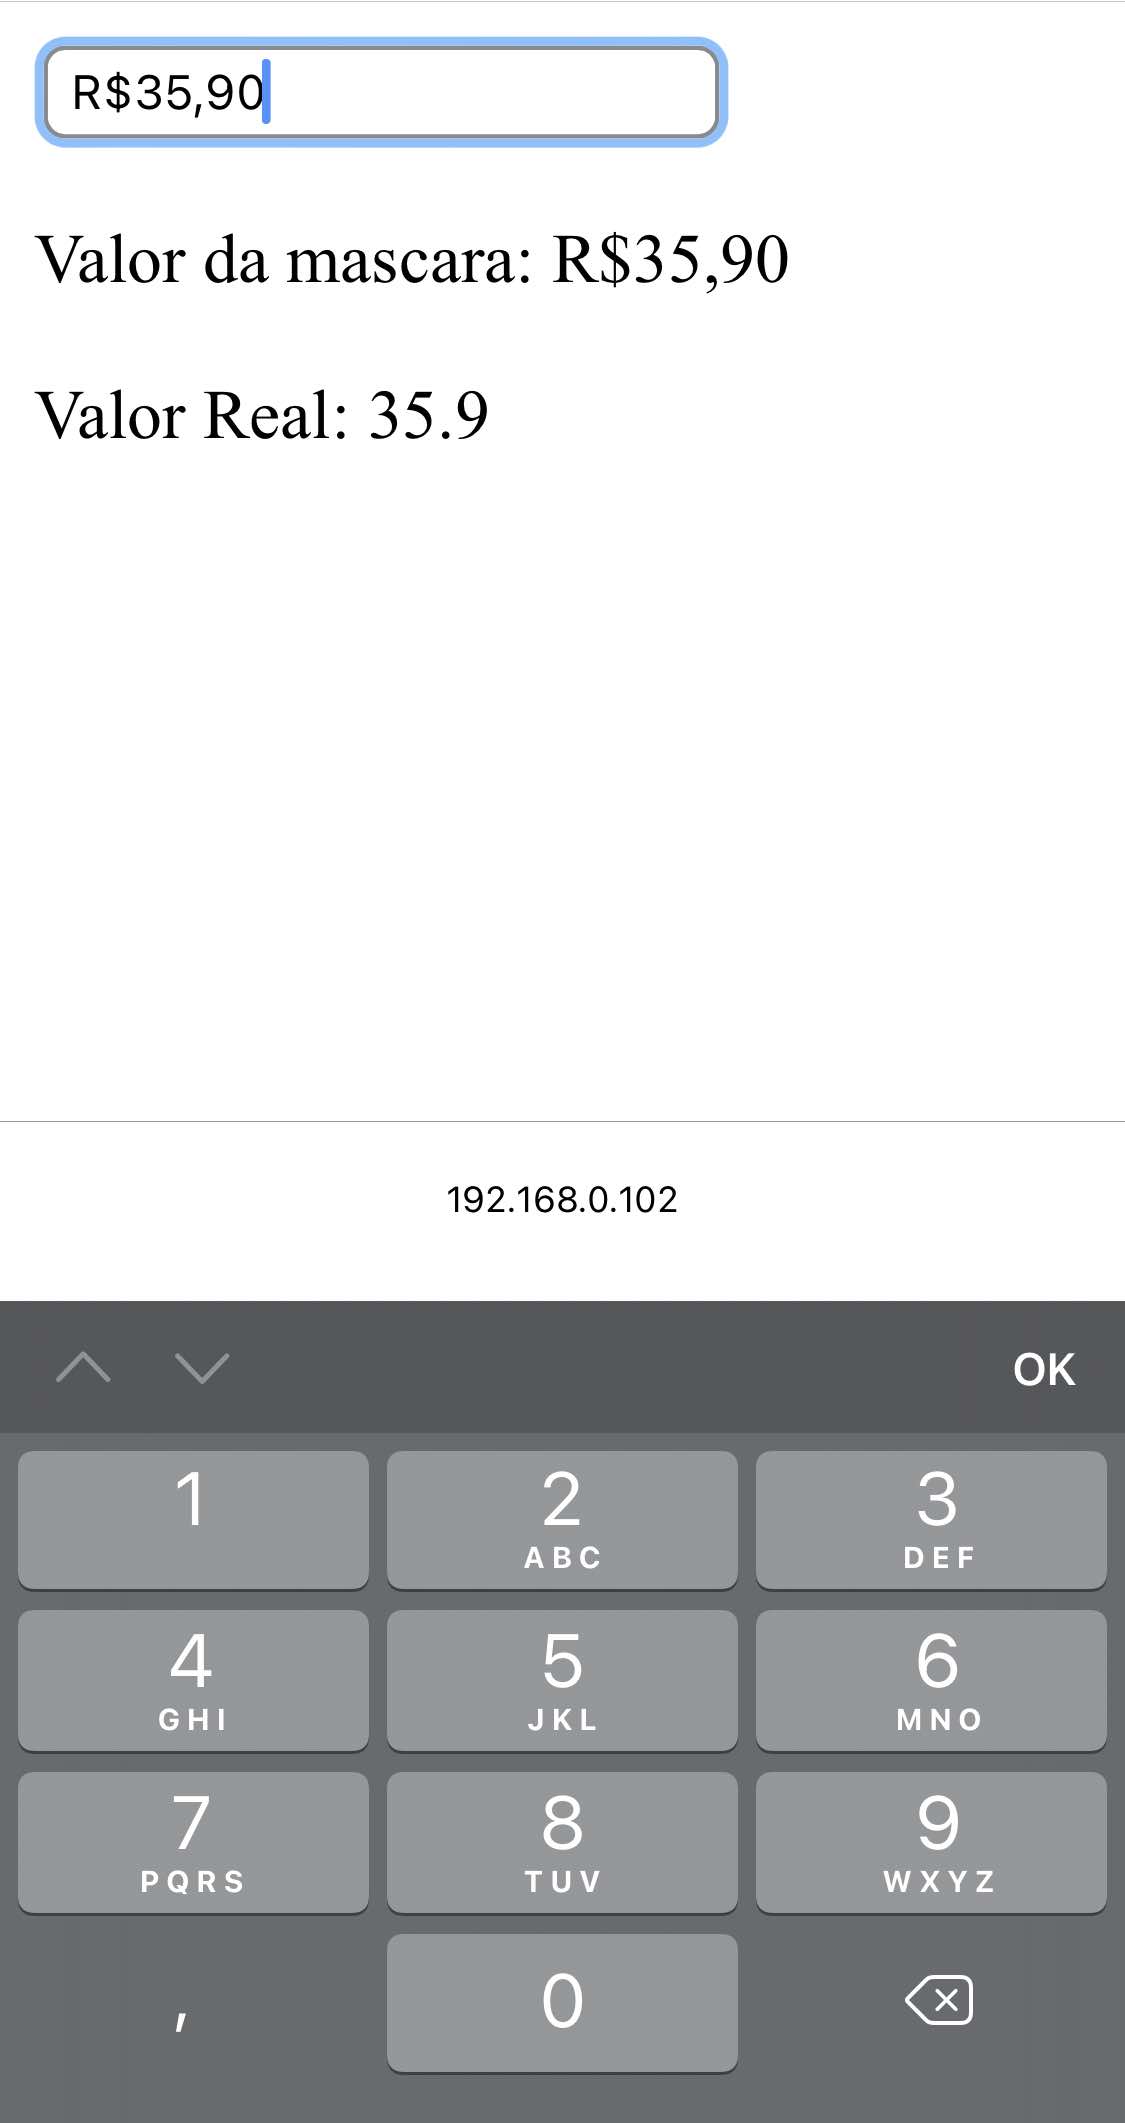 R$35,90
Valor da mascara: R$35,90
Valor Real: 35.9
192.168.0.102
OK
1 2 3
ABC DEF
4 5 6
GHI JKL MNO
7 8 9
PQRS TUV WXYZ
, 0